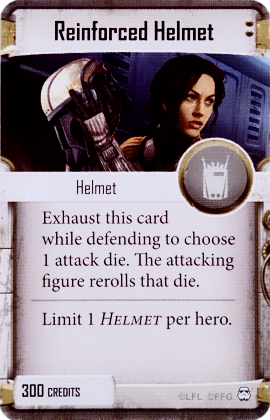 Reinforced Helmet
Helmet
Exhaust this card
while defending to choose
1 attack die. The attacking
figure rerolls that die.
Limit 1 HELMET per hero.
300 CREDITS
©LFL ©FFG